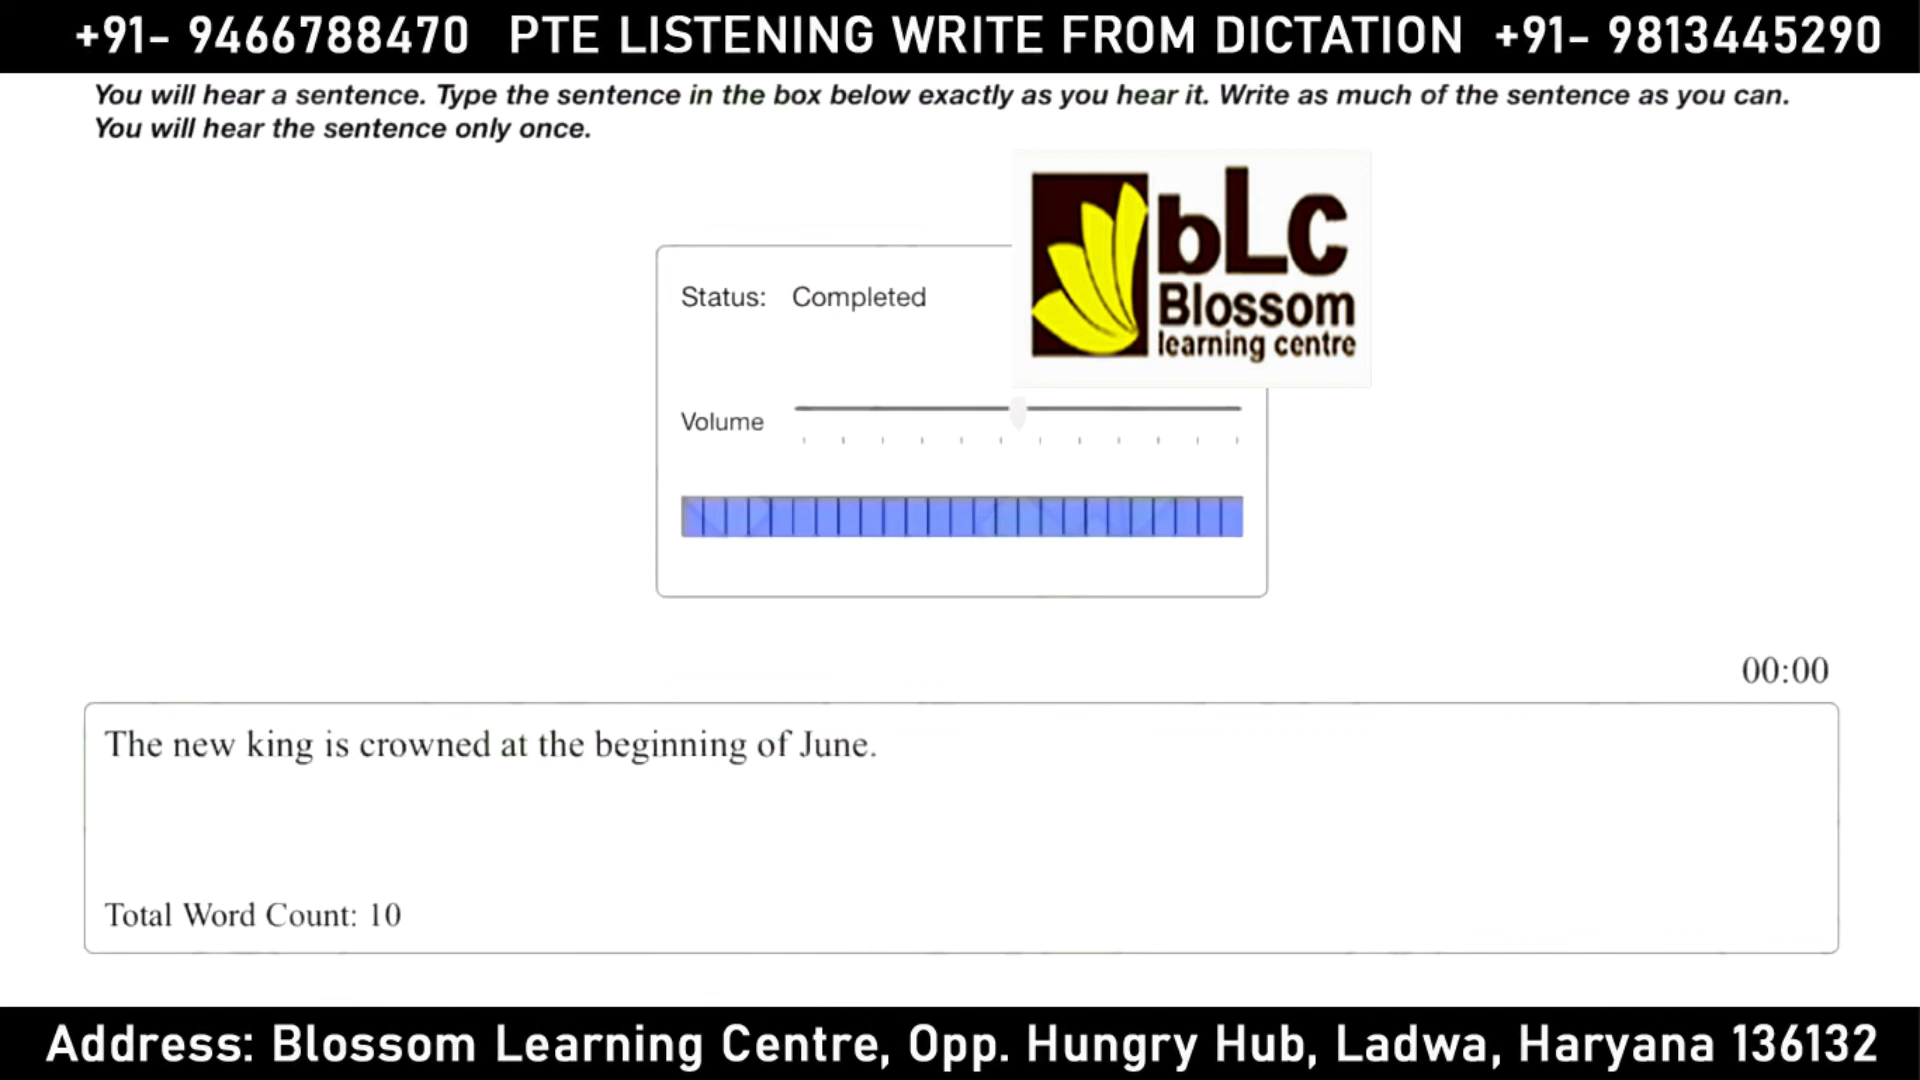 +91- 9466788470 PTE LISTENING WRITE FROM DICTATION +91- 9813445290
You will hear a sentence. Type the sentence in the box below exactly as you hear it. Write as much of the sentence as you can.
You will hear the sentence only once.
bLC
Blossom
learning centre
Status: Completed
Volume
00:00
The new king is crowned at the beginning of June.
Total Word Count: 10
Address: Blossom Learning Centre, Opp. Hungry Hub, Ladwa, Haryana 136132